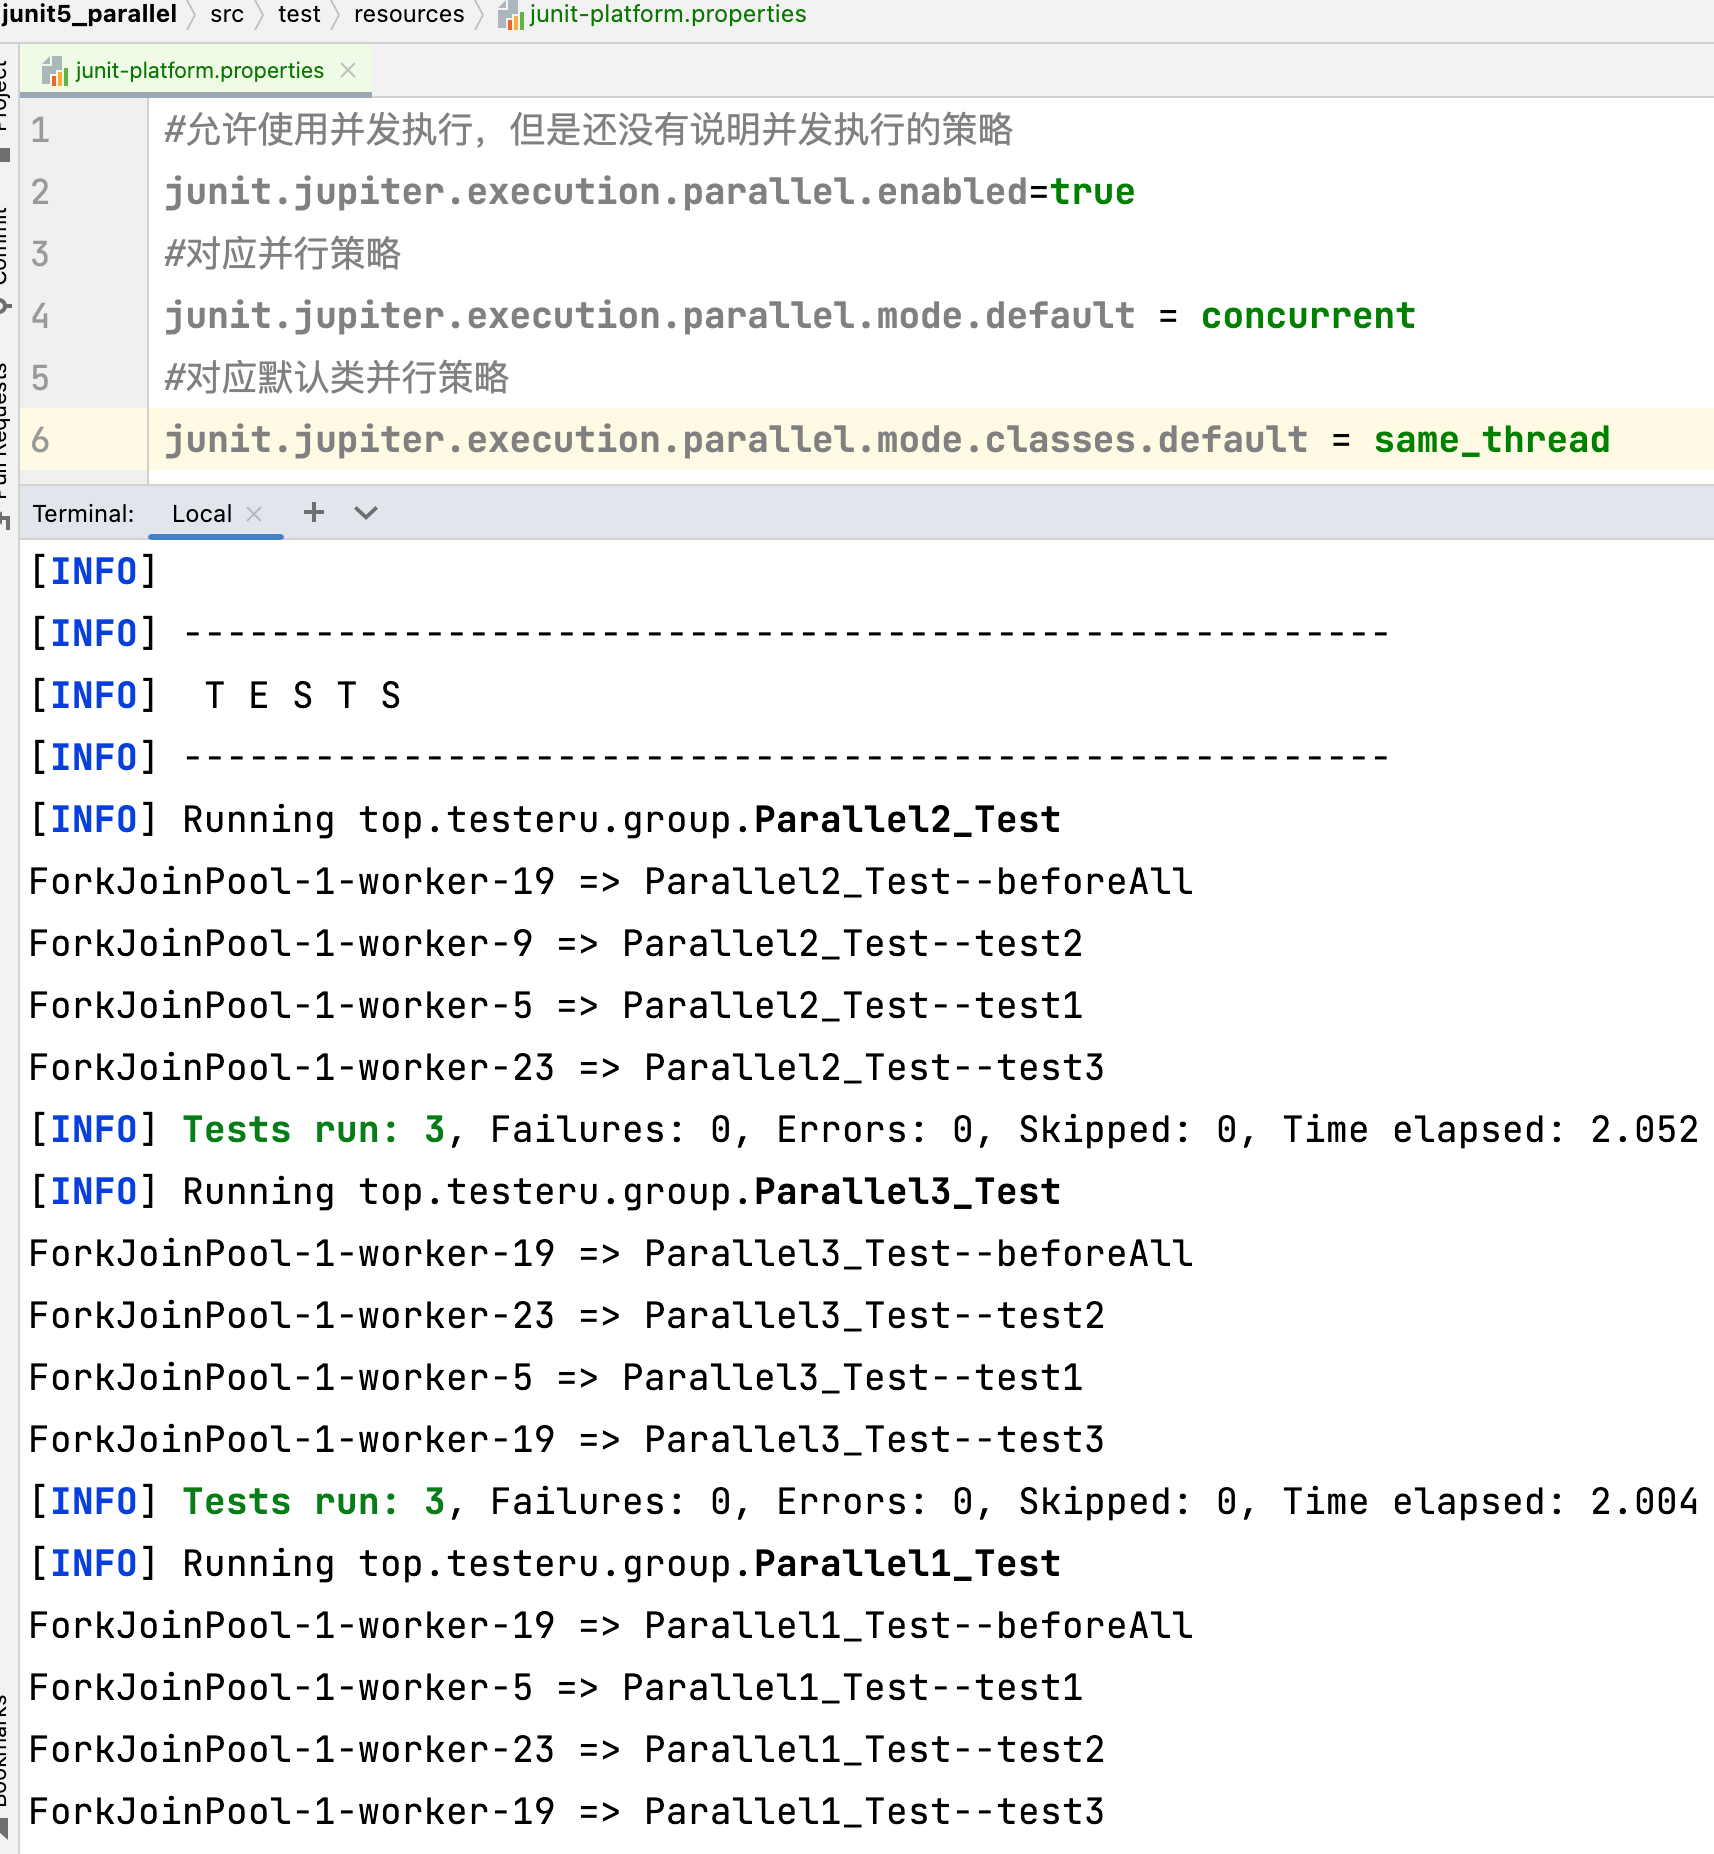 junit5_parallel src test resources junit-platform.properties
junit-platform.properties
1 #允许使用并发执行，但是还没有说明并发执行的策略
2 junit.jupiter.execution.parallel.enabled=true
3 #对应并行策略
4 junit.jupiter.execution.parallel.mode.default = concurrent
5 #对应默认类并行策略
6 junit.jupiter.execution.parallel.mode.classes.default = same_thread
Terminal: Local
[INFO]
[INFO] -------------------------------------------------------
[INFO]  T E S T S
[INFO] -------------------------------------------------------
[INFO] Running top.testeru.group.Parallel2_Test
ForkJoinPool-1-worker-19 => Parallel2_Test--beforeAll
ForkJoinPool-1-worker-9 => Parallel2_Test--test2
ForkJoinPool-1-worker-5 => Parallel2_Test--test1
ForkJoinPool-1-worker-23 => Parallel2_Test--test3
[INFO] Tests run: 3, Failures: 0, Errors: 0, Skipped: 0, Time elapsed: 2.052
[INFO] Running top.testeru.group.Parallel3_Test
ForkJoinPool-1-worker-19 => Parallel3_Test--beforeAll
ForkJoinPool-1-worker-23 => Parallel3_Test--test2
ForkJoinPool-1-worker-5 => Parallel3_Test--test1
ForkJoinPool-1-worker-19 => Parallel3_Test--test3
[INFO] Tests run: 3, Failures: 0, Errors: 0, Skipped: 0, Time elapsed: 2.004
[INFO] Running top.testeru.group.Parallel1_Test
ForkJoinPool-1-worker-19 => Parallel1_Test--beforeAll
ForkJoinPool-1-worker-5 => Parallel1_Test--test1
ForkJoinPool-1-worker-23 => Parallel1_Test--test2
ForkJoinPool-1-worker-19 => Parallel1_Test--test3